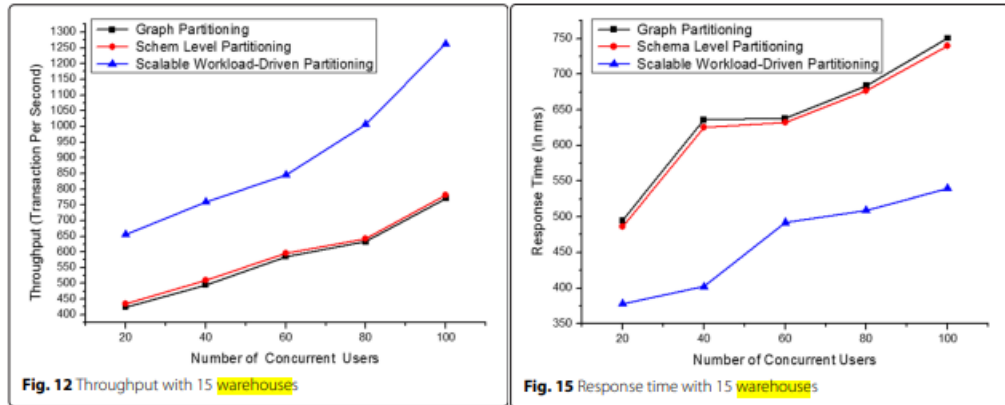 Graph Partitioning
Schem Level Partitioning
Scalable Workload-Driven Partitioning
1300
1250
1200
1150
1100
1050
1000
950
900
850
800
750
700
650
600
550
500
450
400
Throughput (Transaction Per Second)
20 40 60 80 100
Number of Concurrent Users
Fig. 12 Throughput with 15 warehouses
Graph Partitioning
Schema Level Partitioning
Scalable Workload-Driven Partitioning
750
700
650
600
550
500
450
400
350
Response Time (In ms)
20 40 60 80 100
Number of Concurrent Users
Fig. 15 Response time with 15 warehouses